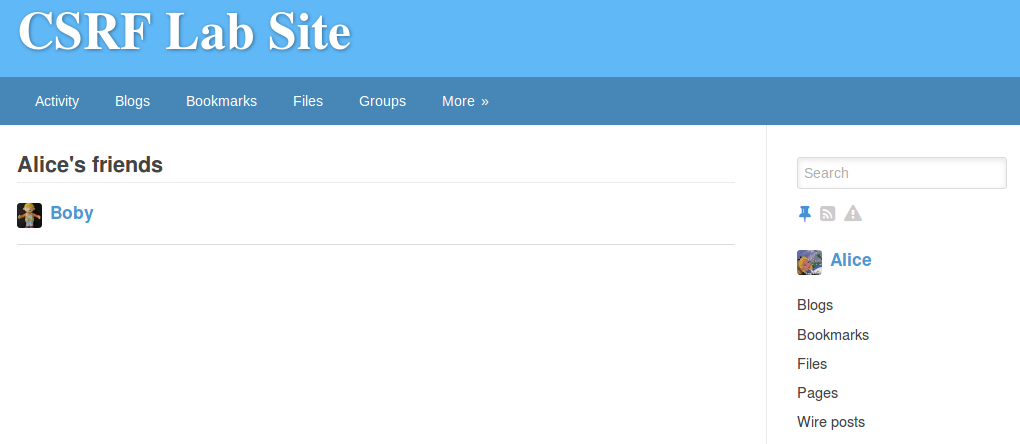 CSRF Lab Site
Activity Blogs Bookmarks Files Groups More »
Alice's friends
Boby
Search
Alice
Blogs
Bookmarks
Files
Pages
Wire posts